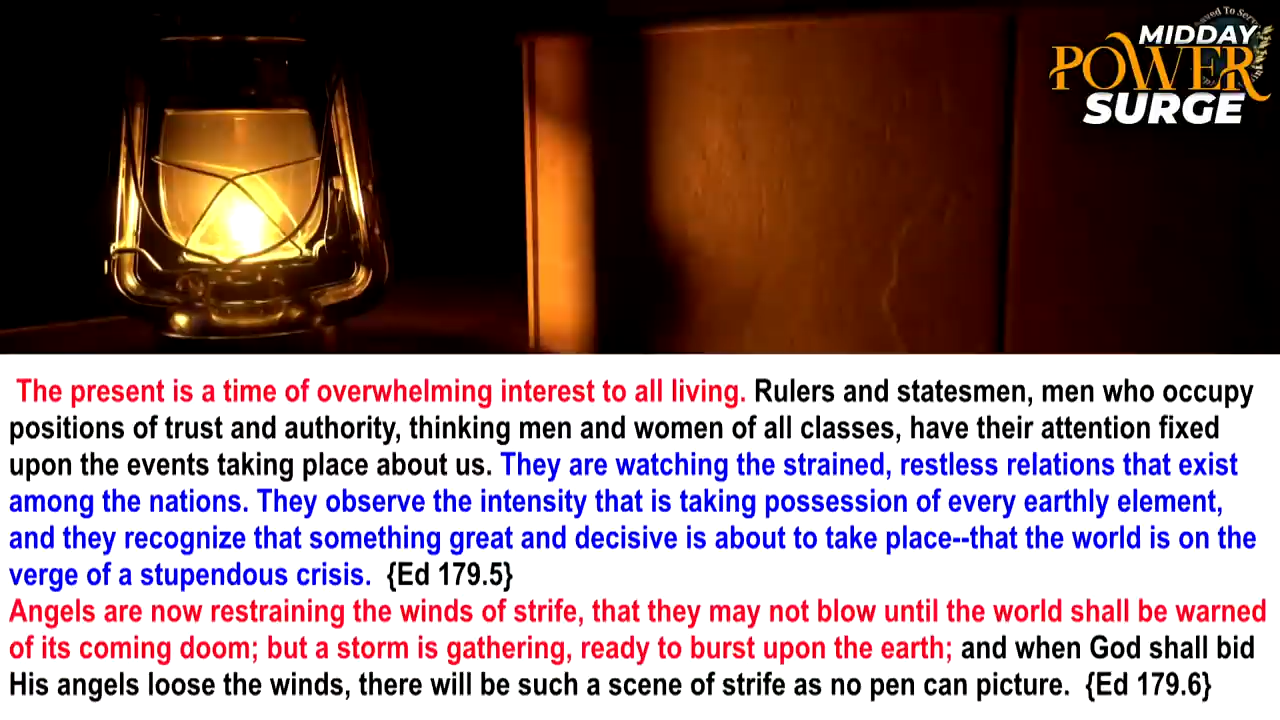 MIDDAY
POWER
SURGE
The present is a time of overwhelming interest to all living. Rulers and statesmen, men who occupy
positions of trust and authority, thinking men and women of all classes, have their attention fixed
upon the events taking place about us. They are watching the strained, restless relations that exist
among the nations. They observe the intensity that is taking possession of every earthly element,
and they recognize that something great and decisive is about to take place--that the world is on the
verge of a stupendous crisis. {Ed 179.5}
Angels are now restraining the winds of strife, that they may not blow until the world shall be warned
of its coming doom; but a storm is gathering, ready to burst upon the earth; and when God shall bid
His angels loose the winds, there will be such a scene of strife as no pen can picture. {Ed 179.6}